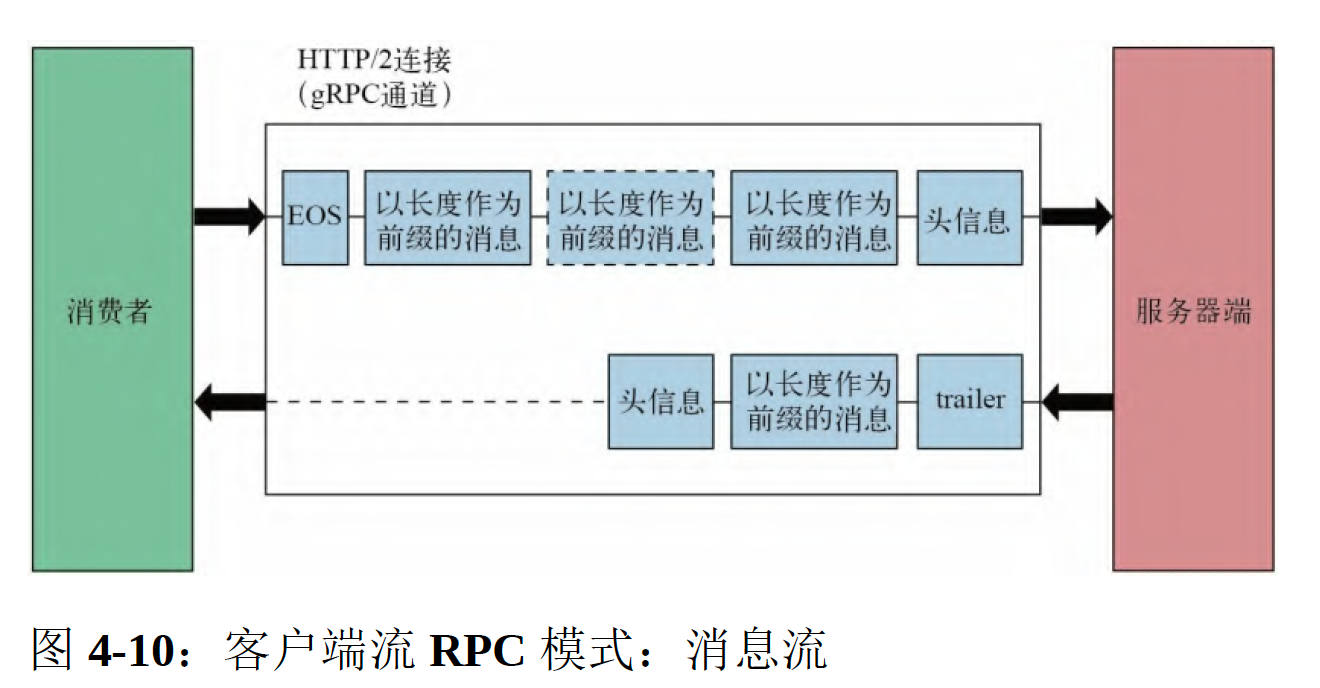 HTTP/2连接
（gRPC通道）
EOS
以长度作为
前缀的消息
以长度作为
前缀的消息
以长度作为
前缀的消息
头信息
消费者
服务器端
头信息
以长度作为
前缀的消息
trailer
图 4-10：客户端流 RPC 模式：消息流